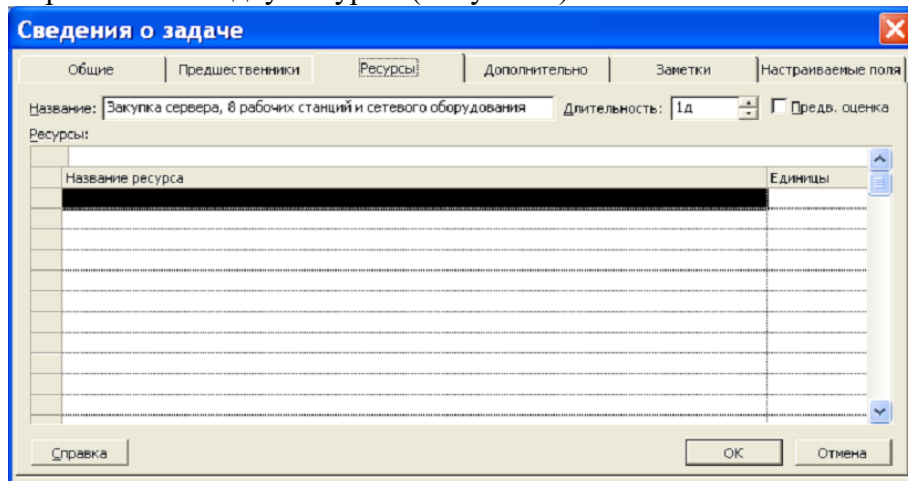 Сведения о задаче
Общие Предшественники Ресурсы Дополнительно Заметки Настраиваемые поля
Название: Закупка сервера, 8 рабочих станций и сетевого оборудования Длительность: 1д Предв. оценка
Ресурсы:
Название ресурса Единицы
Справка ОК Отмена